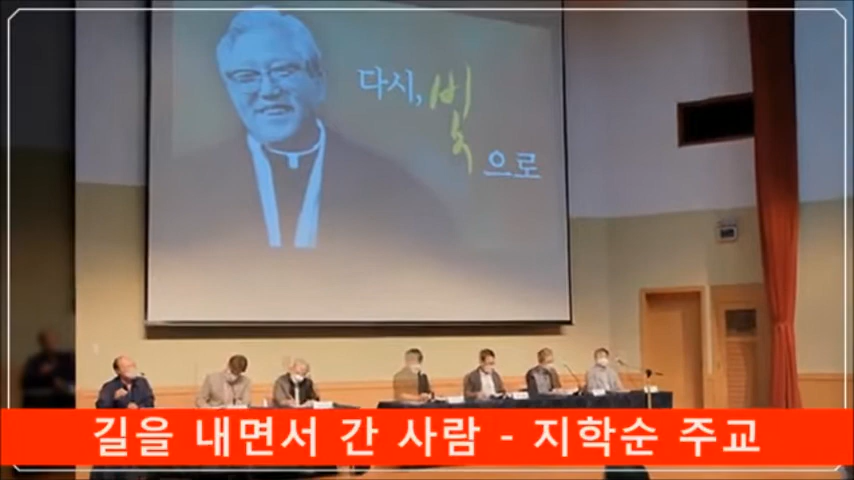 다시, 빛
으로
길을 내면서 간 사람 - 지학순 주교